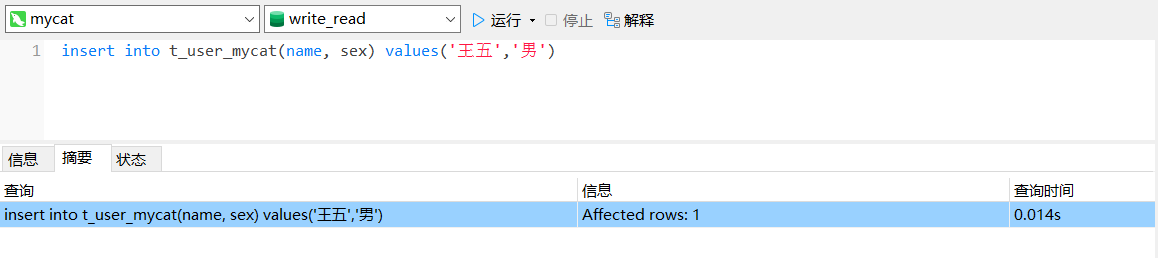 mycat write_read 运行 停止 解释
1 insert into t_user_mycat(name, sex) values('王五','男')
信息 摘要 状态
查询 信息 查询时间
insert into t_user_mycat(name, sex) values('王五','男') Affected rows: 1 0.014s